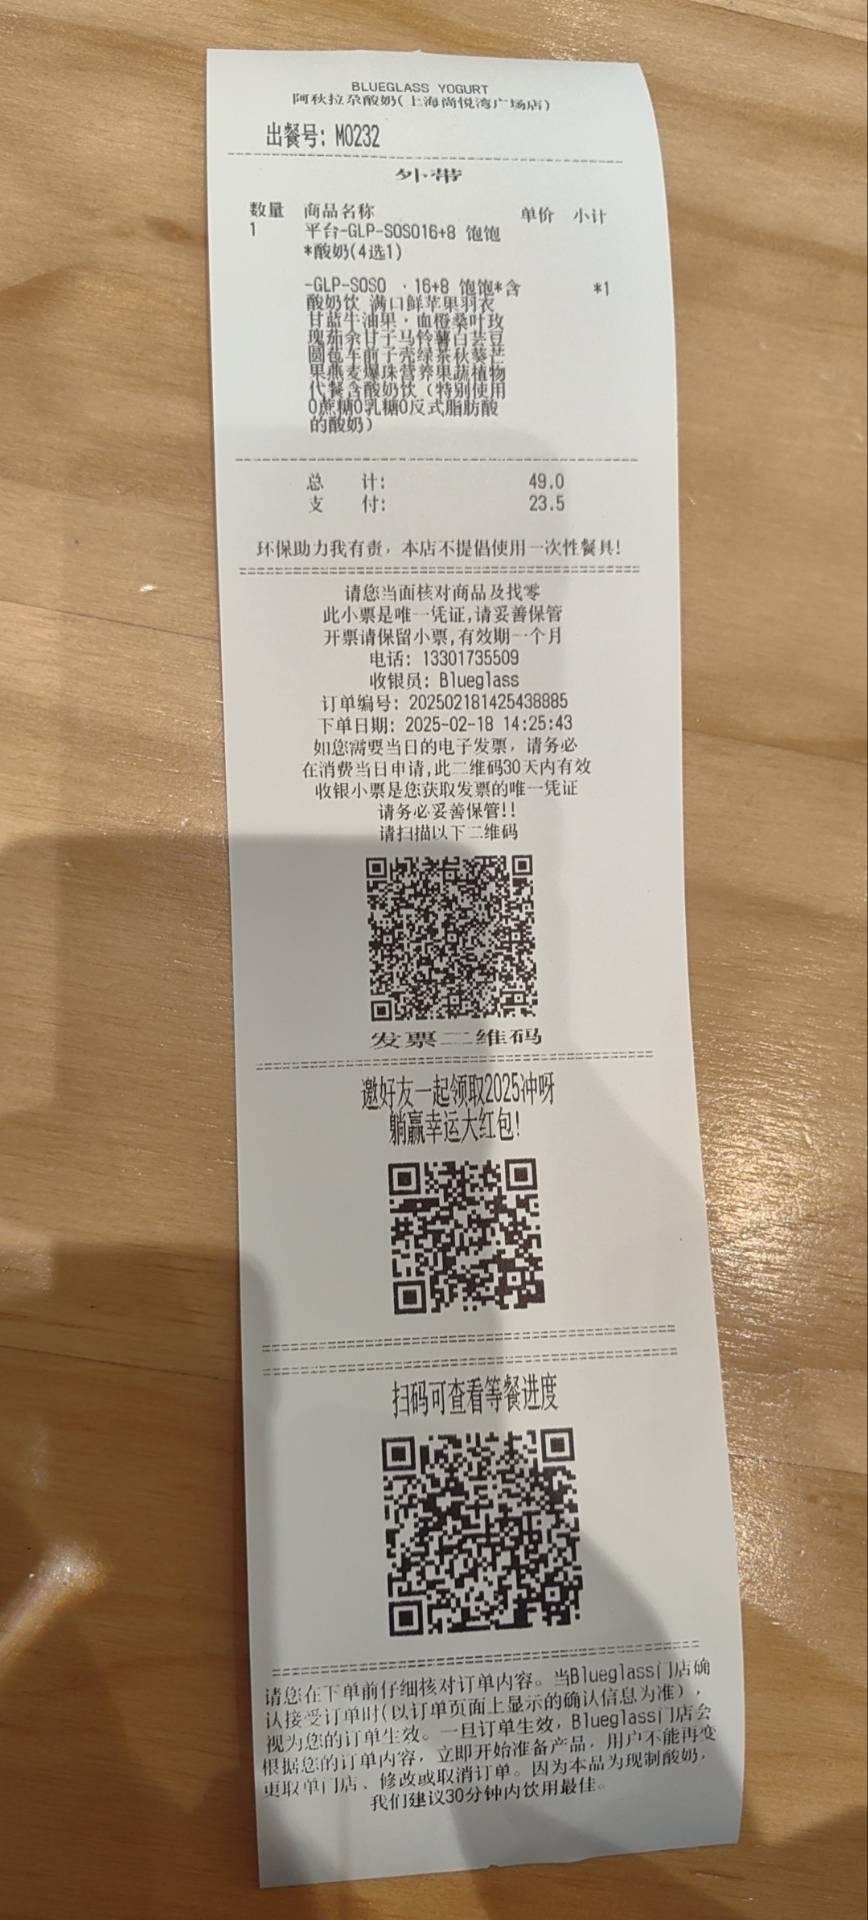 BLUEGLASS YOGURT
阿秋拉尕酸奶(上海尚悦湾广场店)
出餐号: M0232
外带
数量 商品名称 单价 小计
1 平台-GLP-SOSO16+8 饱饱
*酸奶(4选1)
-GLP-SOSO ·16+8 饱饱*含 *1
酸奶饮 满口鲜苹果羽衣
甘蓝牛油果·血橙桑叶玫
瑰茄余甘子马铃薯白芸豆
圆苞车前子壳绿茶秋葵芒
果燕麦爆珠营养果蔬植物
代餐含酸奶饮（特别使用
0蔗糖0乳糖0反式脂肪酸
的酸奶）
总 计: 49.0
支 付: 23.5
环保助力我有责，本店不提倡使用一次性餐具!
请您当面核对商品及找零
此小票是唯一凭证,请妥善保管
开票请保留小票,有效期一个月
电话: 13301735509
收银员: Blueglass
订单编号: 202502181425438885
下单日期: 2025-02-18 14:25:43
如您需要当日的电子发票，请务必
在消费当日申请,此二维码30天内有效
收银小票是您获取发票的唯一凭证
请务必妥善保管!!
请扫描以下二维码
发票二维码
邀好友一起领取2025冲呀
躺赢幸运大红包!
扫码可查看等餐进度
请您在下单前仔细核对订单内容。当Blueglass门店确
认接受订单时(以订单页面上显示的确认信息为准)，
视为您的订单生效。一旦订单生效，Blueglass门店会
根据您的订单内容，立即开始准备产品，用户不能再变
更取单门店、修改或取消订单。因为本品为现制酸奶，
我们建议30分钟内饮用最佳。